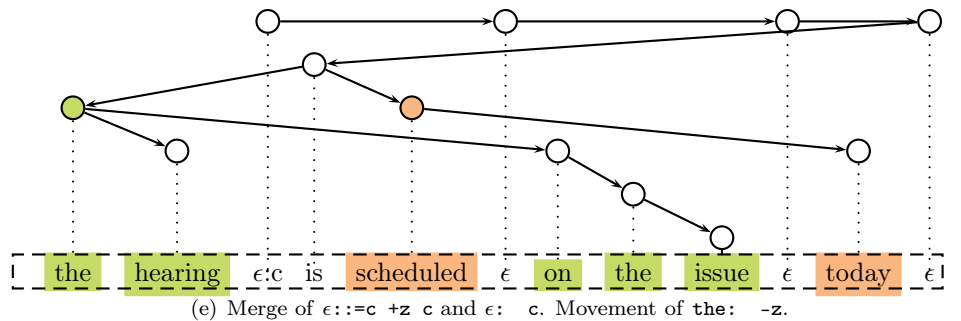 the hearing ϵ:c is scheduled ϵ on the issue ϵ today ϵ
(e) Merge of ϵ::=c +z c and ϵ: c. Movement of the: -z.